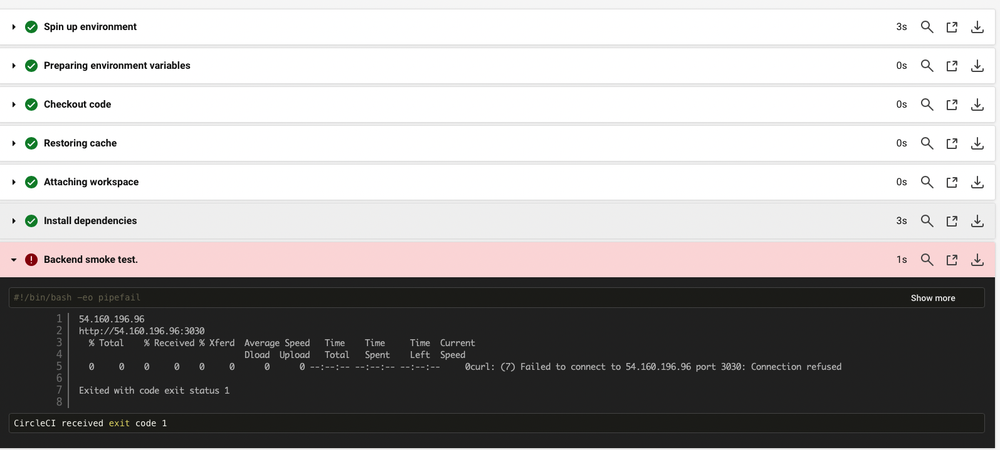 Spin up environment 3s
Preparing environment variables 0s
Checkout code 0s
Restoring cache 0s
Attaching workspace 0s
Install dependencies 3s
Backend smoke test. 1s
#!/bin/bash -eo pipefail Show more
1 54.160.196.96
2 http://54.160.196.96:3030
3 % Total % Received % Xferd Average Speed Time Time Time Current
4 Dload Upload Total Spent Left Speed
5 0 0 0 0 0 0 0 0 --:--:-- --:--:-- --:--:-- 0curl: (7) Failed to connect to 54.160.196.96 port 3030: Connection refused
6
7 Exited with code exit status 1
8
CircleCI received exit code 1